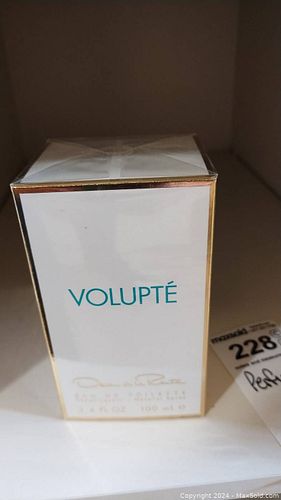 VOLUPTÉ
Oscar de la Renta
EAU DE TOILETTE
3.4 FL OZ 100 ml e
maxsold
228
Perfu
Copyright © 2024 - MaxSold.com